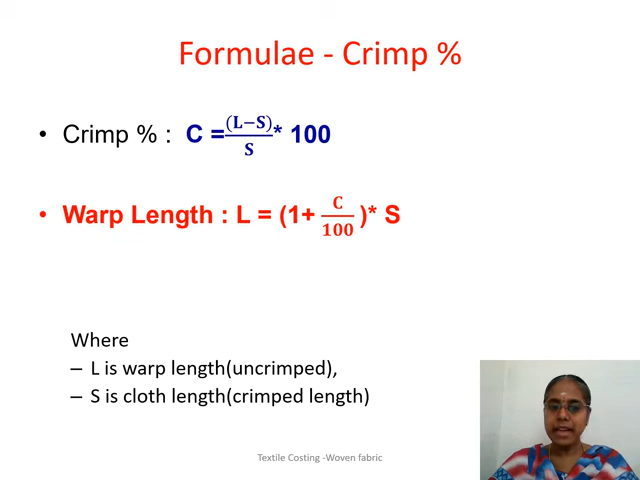 Formulae - Crimp %
• Crimp % : C = (L−S)/S * 100
• Warp Length : L = (1+ C/100 )* S
Where
– L is warp length(uncrimped),
– S is cloth length(crimped length)
Textile Costing -Woven fabric